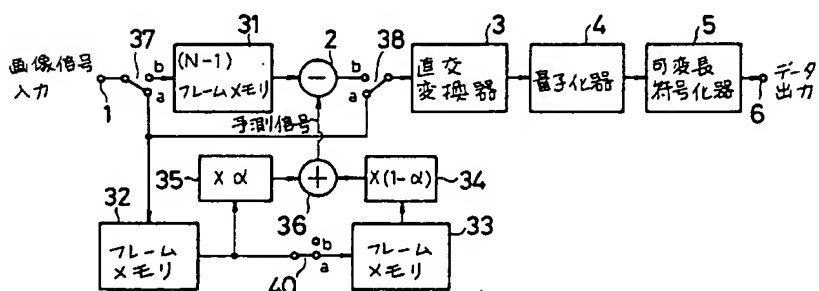 画像信号
入力
1
37
b
a
31
(N-1)
フレームメモリ
2
−
b
a
38
3
直交
変換器
4
量子化器
5
可変長
符号化器
6
データ
出力
予測信号
35
×α
+
36
×(1-α)
34
32
フレーム
メモリ
b
a
40
33
フレーム
メモリ